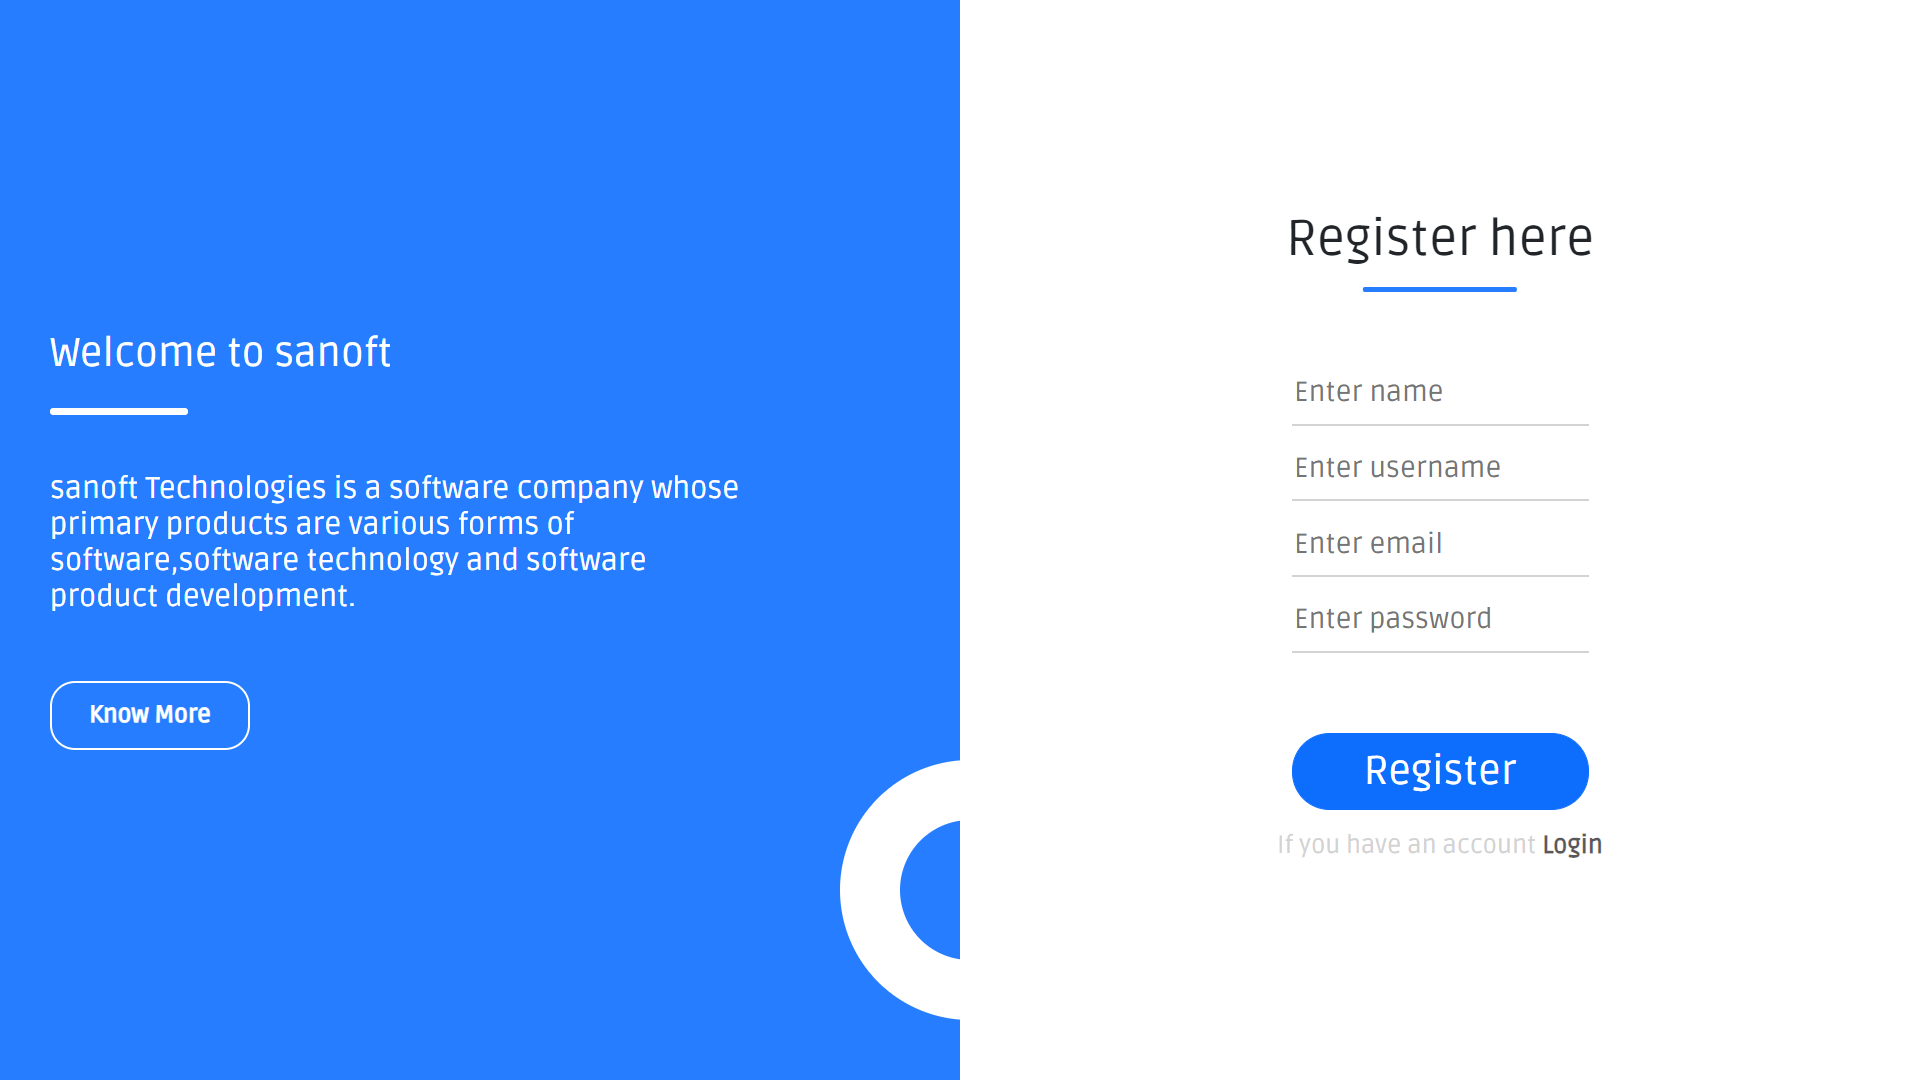 Welcome to sanoft
sanoft Technologies is a software company whose
primary products are various forms of
software,software technology and software
product development.
Know More
Register here
Enter name
Enter username
Enter email
Enter password
Register
If you have an account Login